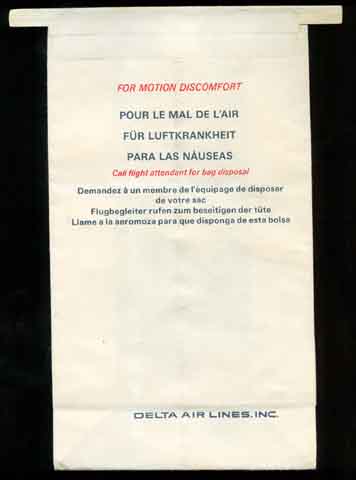 FOR MOTION DISCOMFORT
POUR LE MAL DE L'AIR
FÜR LUFTKRANKHEIT
PARA LAS NÁUSEAS
Call flight attendant for bag disposal
Demandez à un membre de l'équipage de disposer
de votre sac
Flugbegleiter rufen zum beseitigen der tüte
Llame a la aeromoza para que disponga de esta bolsa
DELTA AIR LINES, INC.